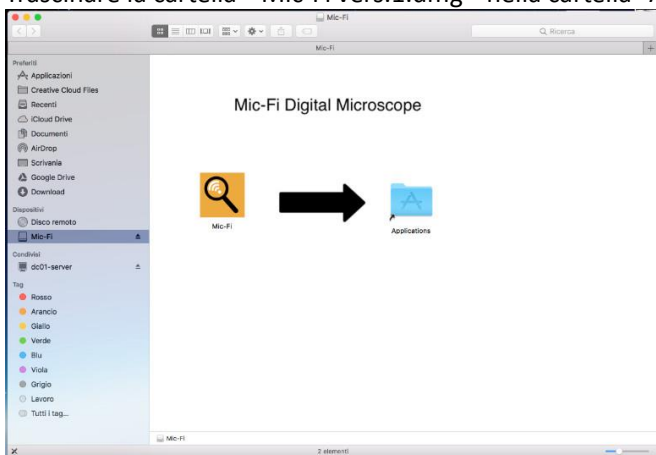 Mic-Fi
Ricerca
Mic-Fi
Preferiti
Applicazioni
Creative Cloud Files
Recenti
iCloud Drive
Documenti
AirDrop
Scrivania
Google Drive
Download
Dispositivi
Disco remoto
Mic-Fi
Condivisi
dc01-server
Tag
Rosso
Arancio
Giallo
Verde
Blu
Viola
Grigio
Lavoro
Tutti i tag...
Mic-Fi Digital Microscope
Mic-Fi
Applications
Mic-Fi
2 elementi